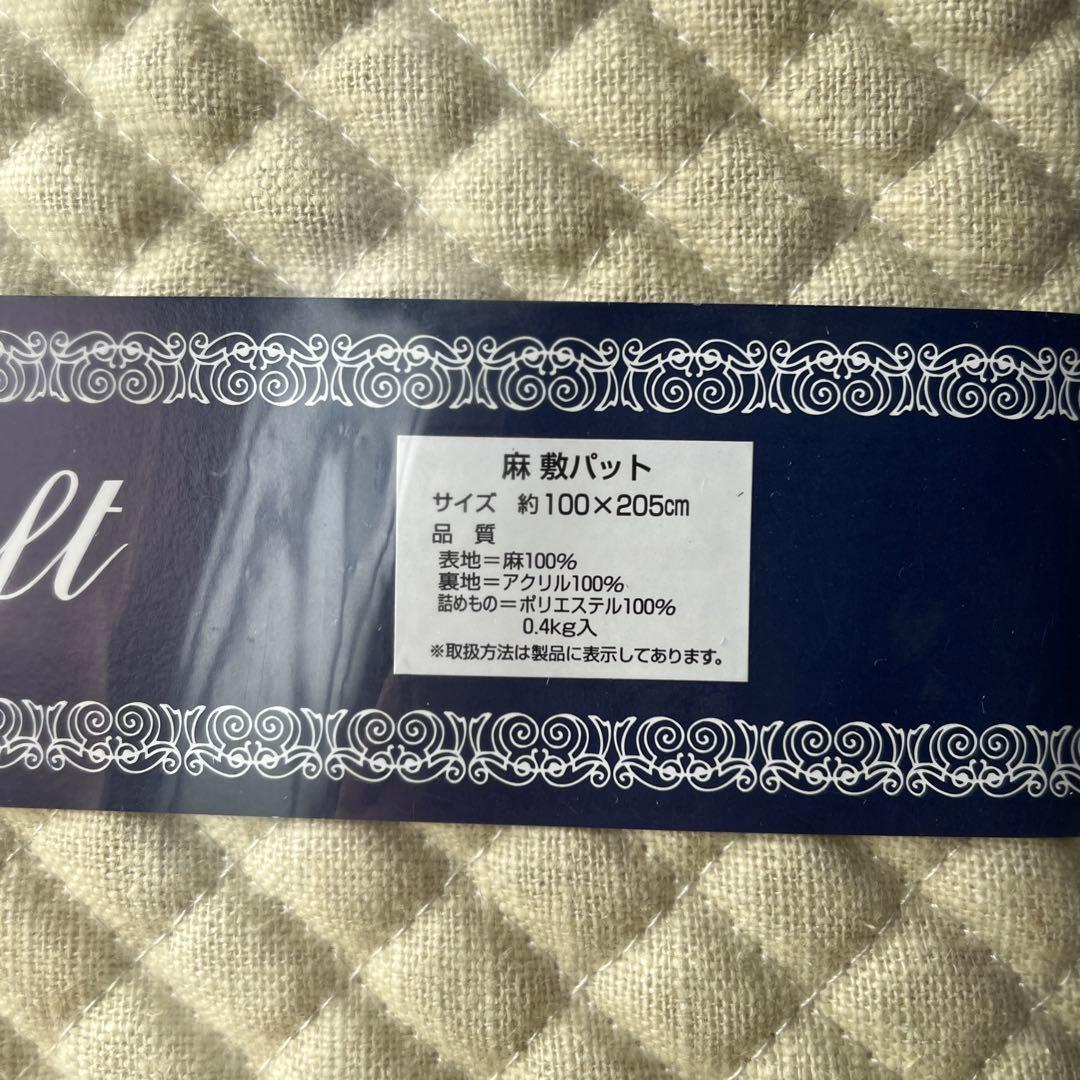 麻 敷パット
サイズ 約100×205cm
品 質
表地=麻100%
裏地=アクリル100%
詰めもの=ポリエステル100%
0.4kg入
※取扱方法は製品に表示してあります。